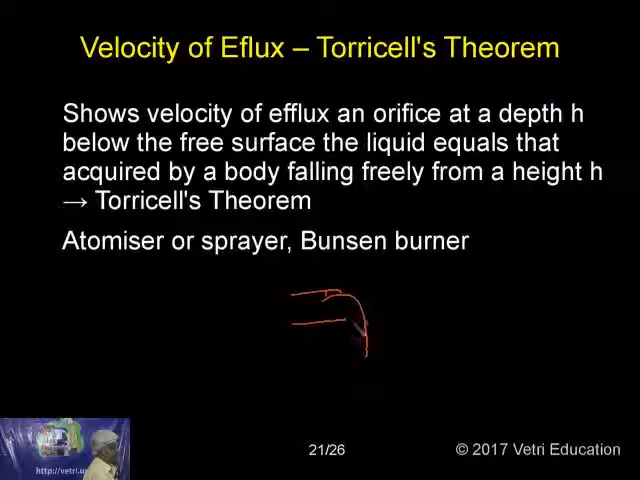 Velocity of Eflux – Torricell's Theorem
Shows velocity of efflux an orifice at a depth h
below the free surface the liquid equals that
acquired by a body falling freely from a height h
→ Torricell's Theorem
Atomiser or sprayer, Bunsen burner
http://vetri.u
21/26
© 2017 Vetri Education